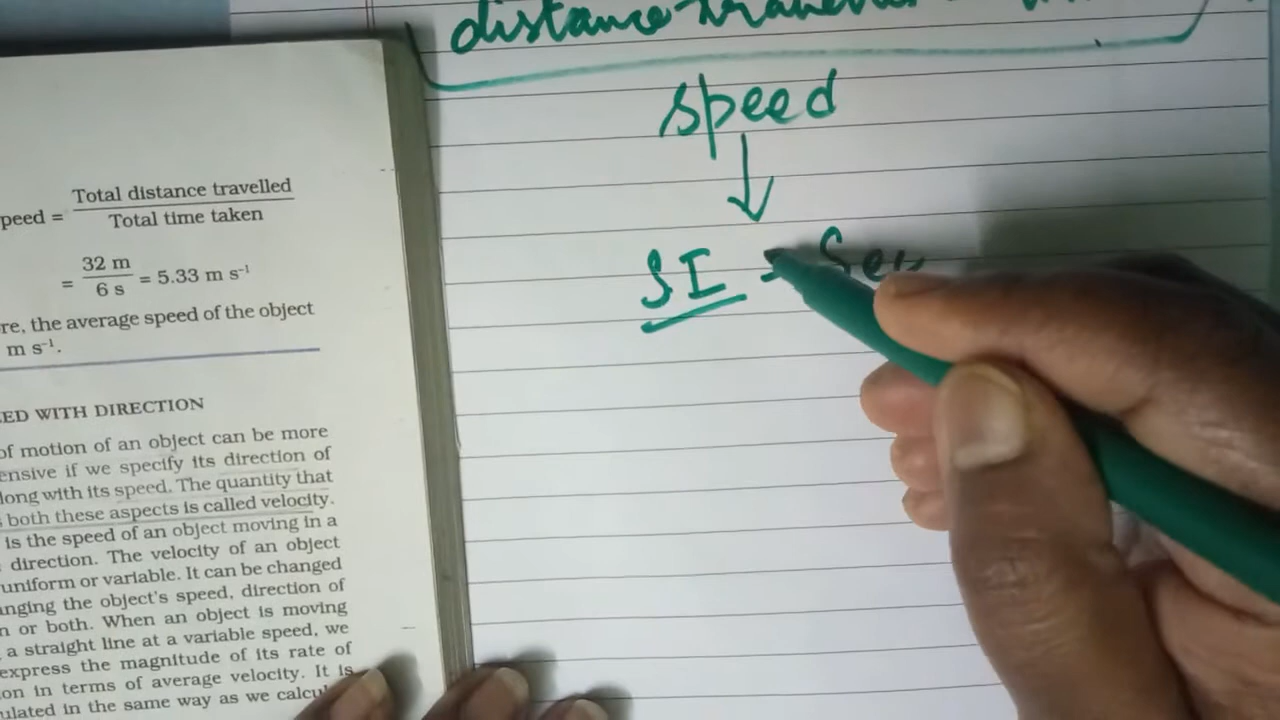 distance
speed
SI =
peed = Total distance travelled
Total time taken
= 32 m
6 s
= 5.33 m s⁻¹
re, the average speed of the object
m s⁻¹.
ED WITH DIRECTION
of motion of an object can be more
ensive if we specify its direction of
long with its speed. The quantity that
both these aspects is called velocity.
is the speed of an object moving in a
direction. The velocity of an object
uniform or variable. It can be changed
anging the object's speed, direction of
n or both. When an object is moving
a straight line at a variable speed, we
express the magnitude of its rate of
on in terms of average velocity. It is
ulated in the same way as we calcul